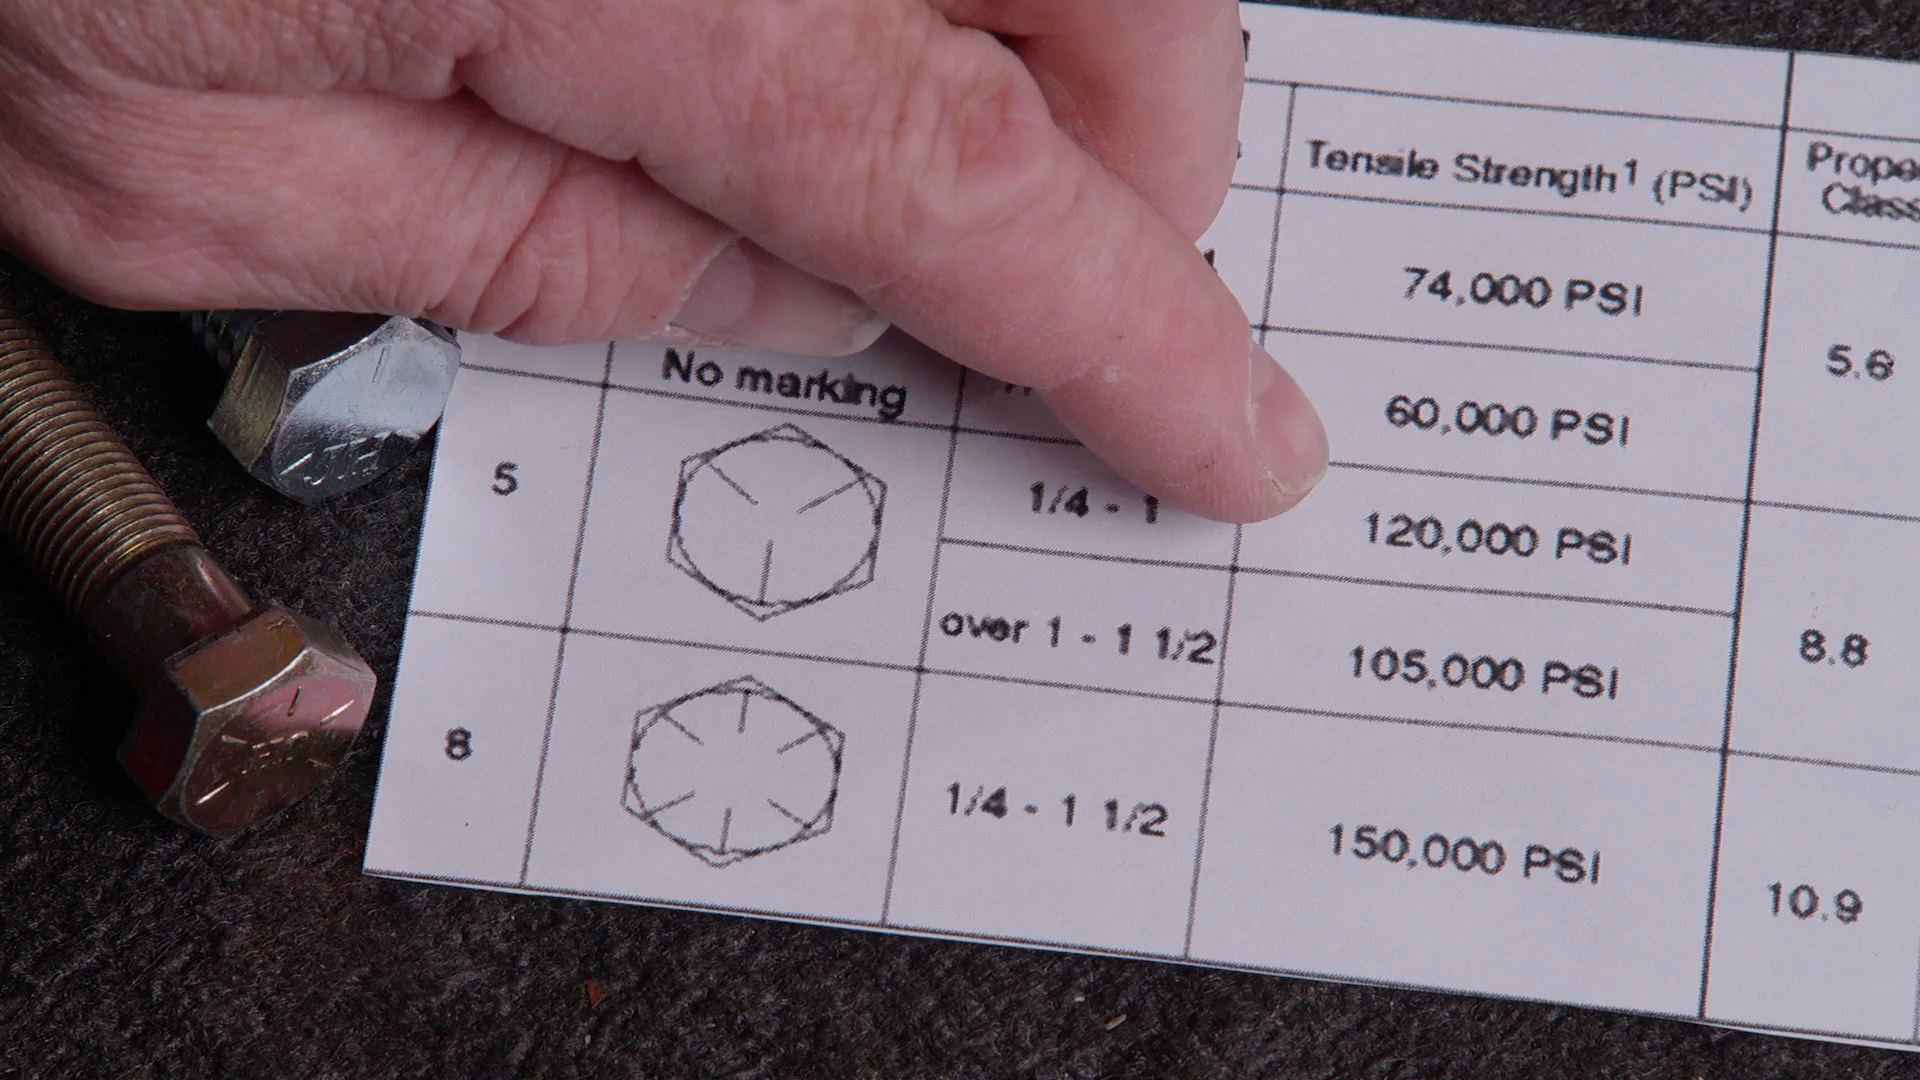 Tensile Strength¹ (PSI)
Prope
Class
74,000 PSI
5.6
No marking
60,000 PSI
5
1/4 - 1
120,000 PSI
over 1 - 1 1/2
105,000 PSI
8.8
8
1/4 - 1 1/2
150,000 PSI
10.9